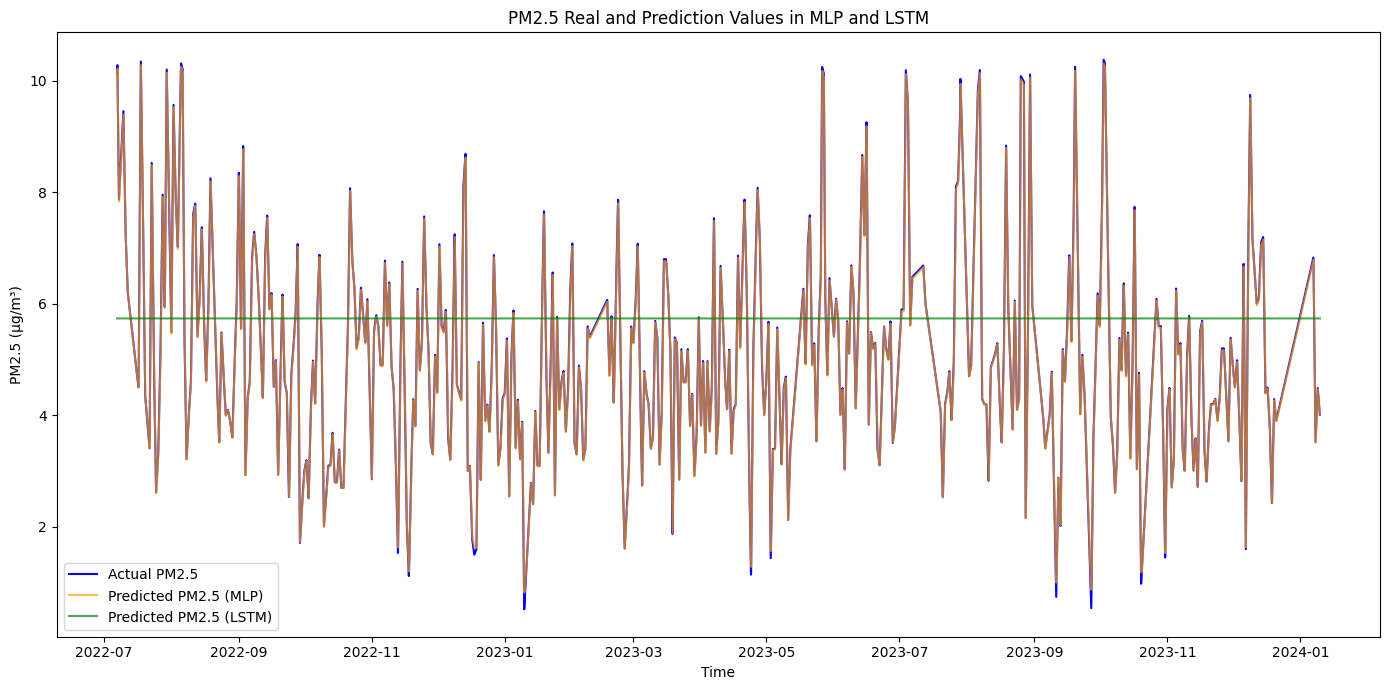 PM2.5 Real and Prediction Values in MLP and LSTM
PM2.5 (μg/m³)
10
8
6
4
2
Actual PM2.5
Predicted PM2.5 (MLP)
Predicted PM2.5 (LSTM)
2022-07 2022-09 2022-11 2023-01 2023-03 2023-05 2023-07 2023-09 2023-11 2024-01
Time